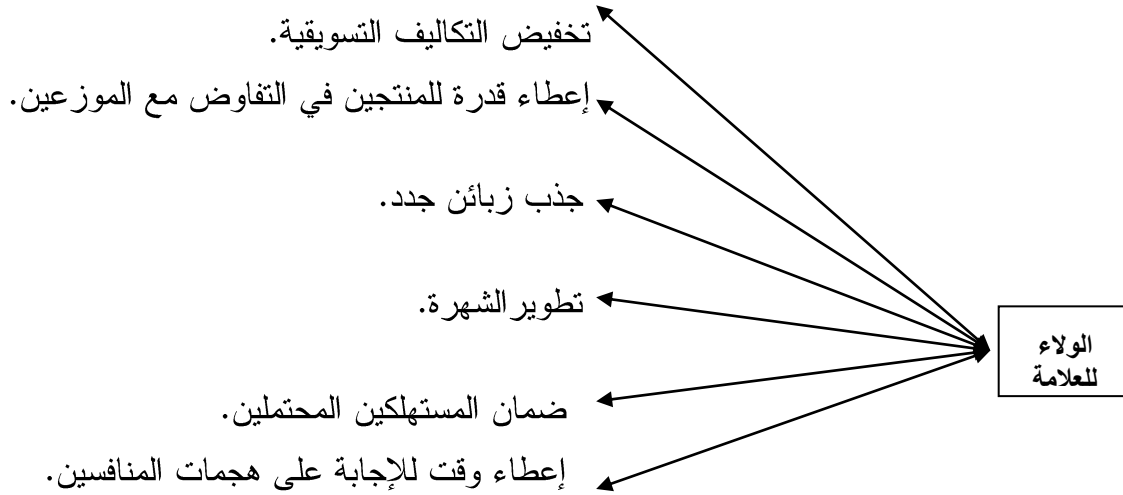 تخفيض التكاليف التسويقية.
إعطاء قدرة للمنتجين في التفاوض مع الموزعين.
جذب زبائن جدد.
تطوير الشهرة.
الولاء
للعلامة
ضمان المستهلكين المحتملين.
إعطاء وقت للإجابة على هجمات المنافسين.